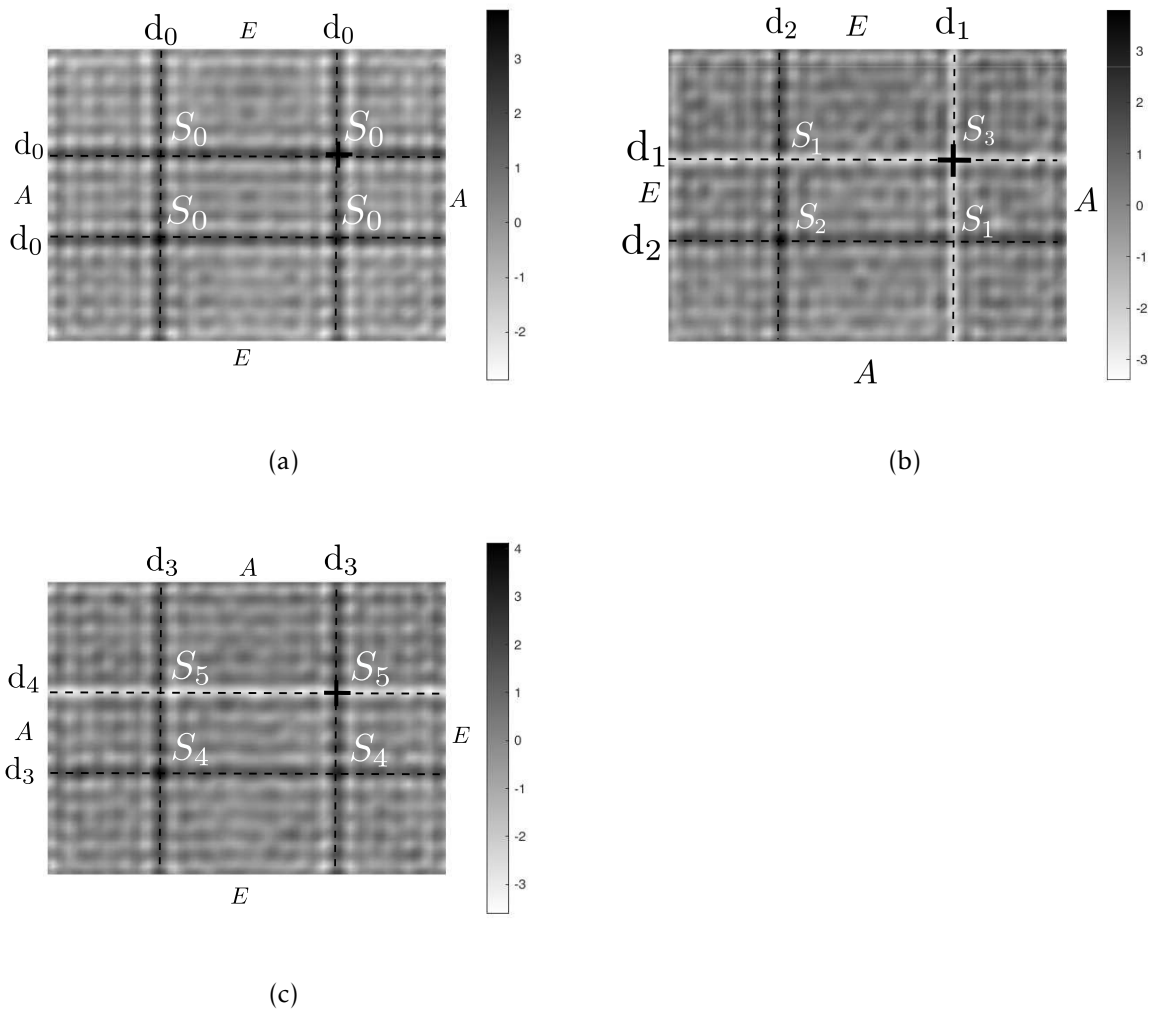 d₀ E d₀
3
S₀ S₀
d₀
2
1
A A
S₀ S₀
0
d₀
-1
-2
E
(a)
d₂ E d₁
3
S₁ S₃
2
d₁
1
E A
0
S₂ S₁
d₂
-1
-2
-3
A
(b)
d₃ A d₃
4
3
S₅ S₅
2
d₄
1
A E
0
S₄ S₄
d₃
-1
-2
-3
E
(c)